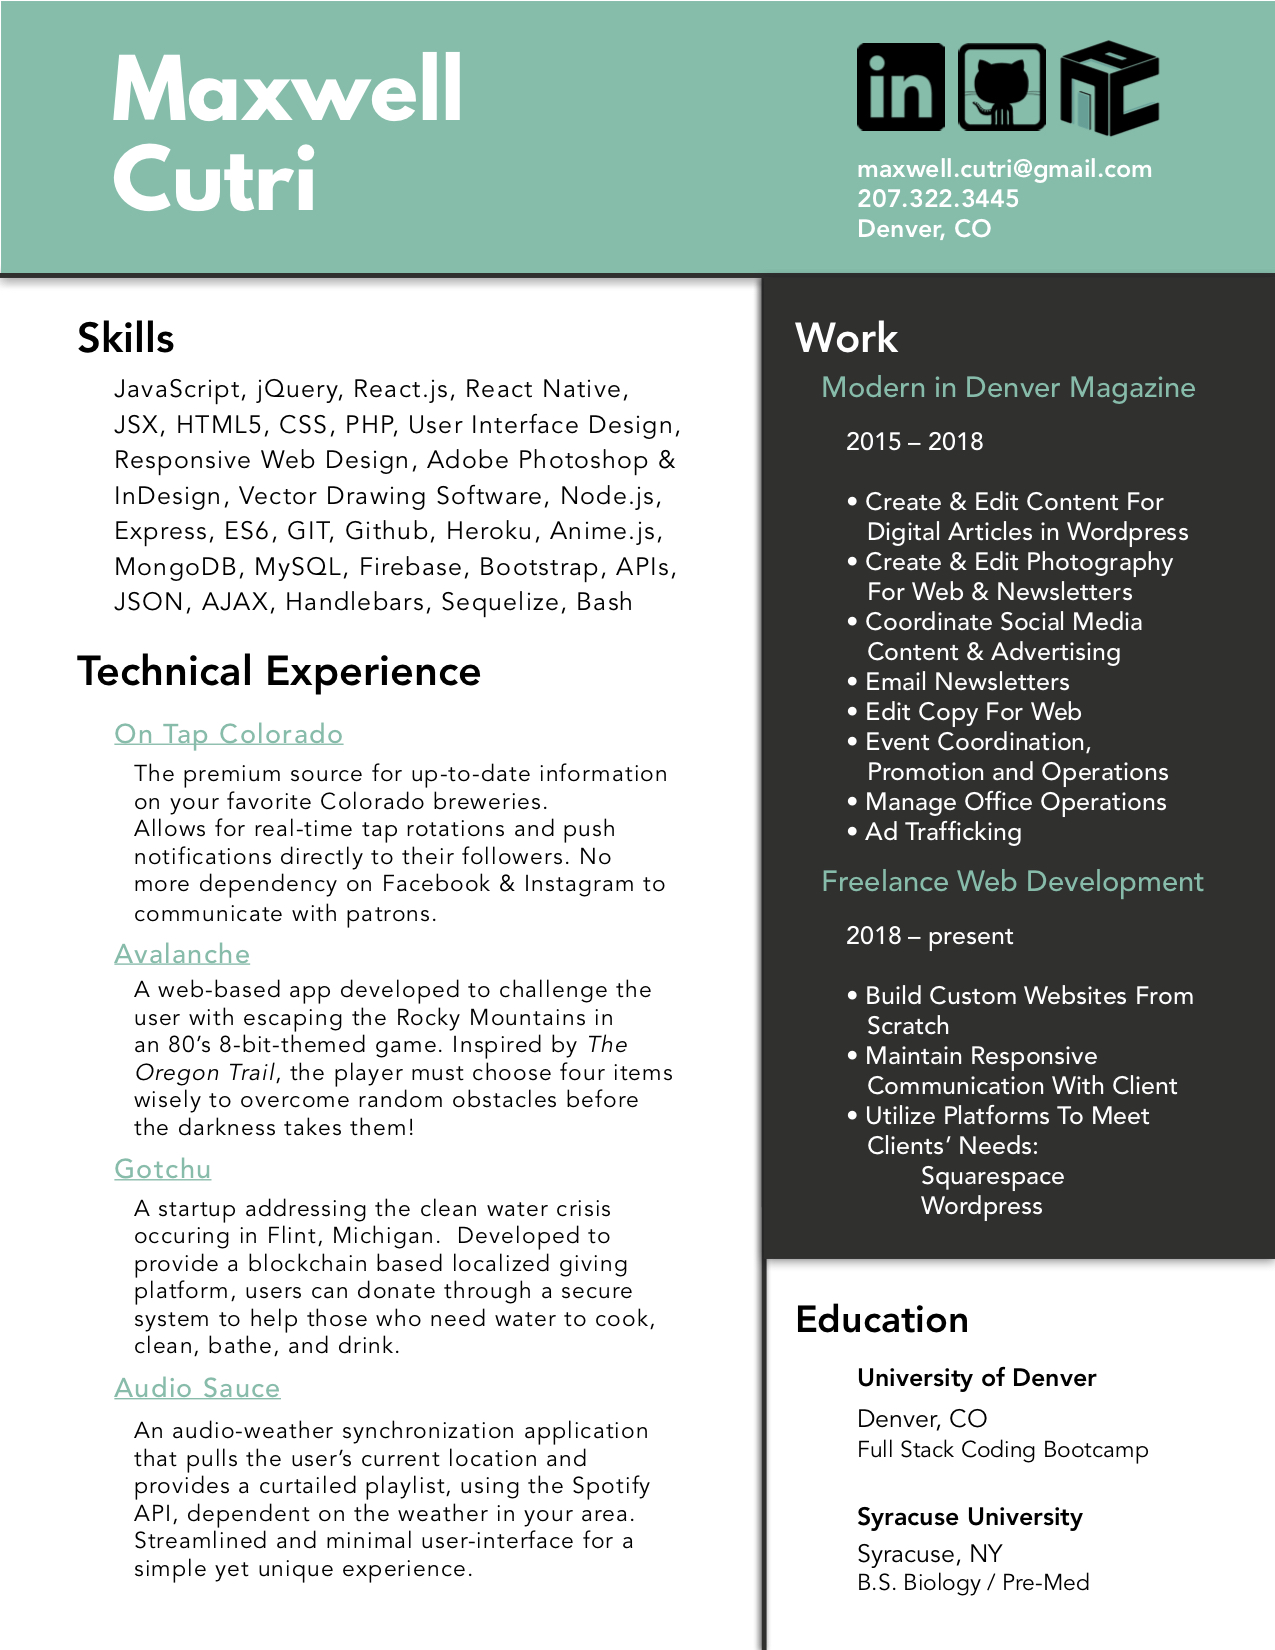 Maxwell
Cutri
in
maxwell.cutri@gmail.com
207.322.3445
Denver, CO
Skills
JavaScript, jQuery, React.js, React Native,
JSX, HTML5, CSS, PHP, User Interface Design,
Responsive Web Design, Adobe Photoshop &
InDesign, Vector Drawing Software, Node.js,
Express, ES6, GIT, Github, Heroku, Anime.js,
MongoDB, MySQL, Firebase, Bootstrap, APIs,
JSON, AJAX, Handlebars, Sequelize, Bash
Technical Experience
On Tap Colorado
The premium source for up-to-date information
on your favorite Colorado breweries.
Allows for real-time tap rotations and push
notifications directly to their followers. No
more dependency on Facebook & Instagram to
communicate with patrons.
Avalanche
A web-based app developed to challenge the
user with escaping the Rocky Mountains in
an 80’s 8-bit-themed game. Inspired by The
Oregon Trail, the player must choose four items
wisely to overcome random obstacles before
the darkness takes them!
Gotchu
A startup addressing the clean water crisis
occuring in Flint, Michigan.  Developed to
provide a blockchain based localized giving
platform, users can donate through a secure
system to help those who need water to cook,
clean, bathe, and drink.
Audio Sauce
An audio-weather synchronization application
that pulls the user’s current location and
provides a curtailed playlist, using the Spotify
API, dependent on the weather in your area.
Streamlined and minimal user-interface for a
simple yet unique experience.
Work
Modern in Denver Magazine
2015 – 2018
• Create & Edit Content For
Digital Articles in Wordpress
• Create & Edit Photography
For Web & Newsletters
• Coordinate Social Media
Content & Advertising
• Email Newsletters
• Edit Copy For Web
• Event Coordination,
Promotion and Operations
• Manage Office Operations
• Ad Trafficking
Freelance Web Development
2018 – present
• Build Custom Websites From
Scratch
• Maintain Responsive
Communication With Client
• Utilize Platforms To Meet
Clients’ Needs:
Squarespace
Wordpress
Education
University of Denver
Denver, CO
Full Stack Coding Bootcamp
Syracuse University
Syracuse, NY
B.S. Biology / Pre-Med